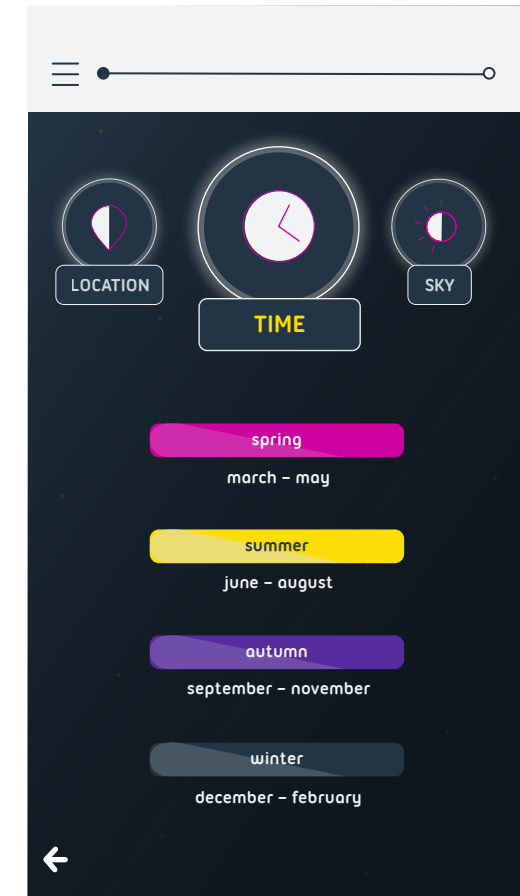 LOCATION
TIME
SKY
spring
march – may
summer
june – august
autumn
september – november
winter
december – february